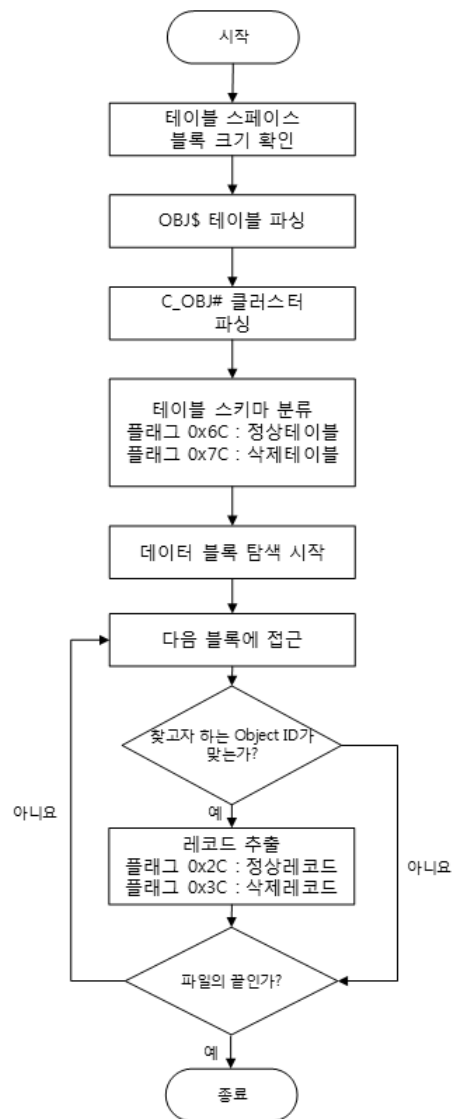 시작
테이블 스페이스
블록 크기 확인
OBJ$ 테이블 파싱
C_OBJ# 클러스터
파싱
테이블 스키마 분류
플래그 0x6C : 정상테이블
플래그 0x7C : 삭제테이블
데이터 블록 탐색 시작
다음 블록에 접근
찾고자 하는 Object ID가
맞는가?
아니요
예
레코드 추출
플래그 0x2C : 정상레코드
플래그 0x3C : 삭제레코드
아니요
파일의 끝인가?
예
종료